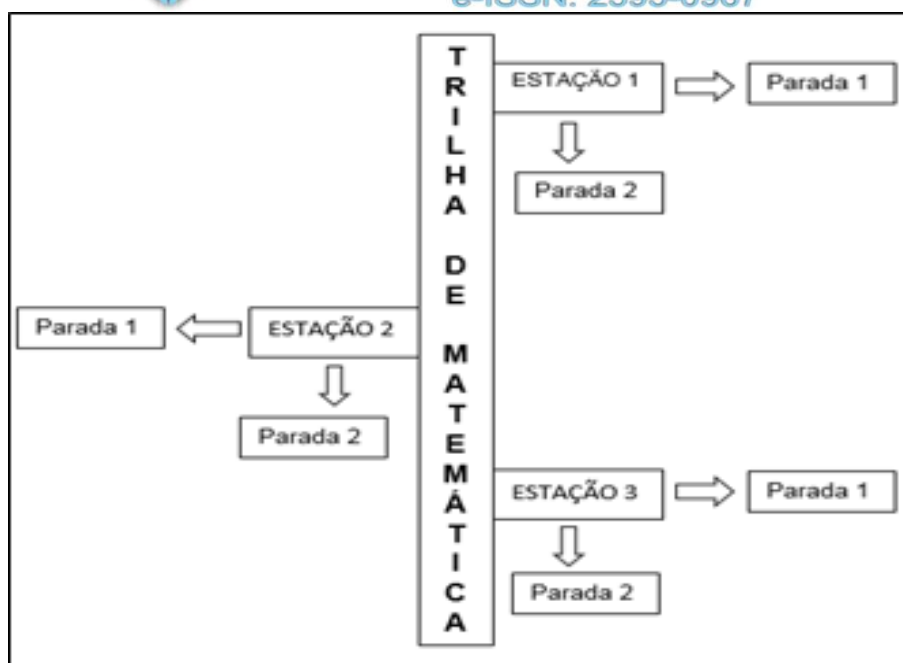 TRILHA DE MATEMÁTICA
ESTAÇÃO 1
Parada 1
Parada 2
ESTAÇÃO 2
Parada 1
Parada 2
ESTAÇÃO 3
Parada 1
Parada 2